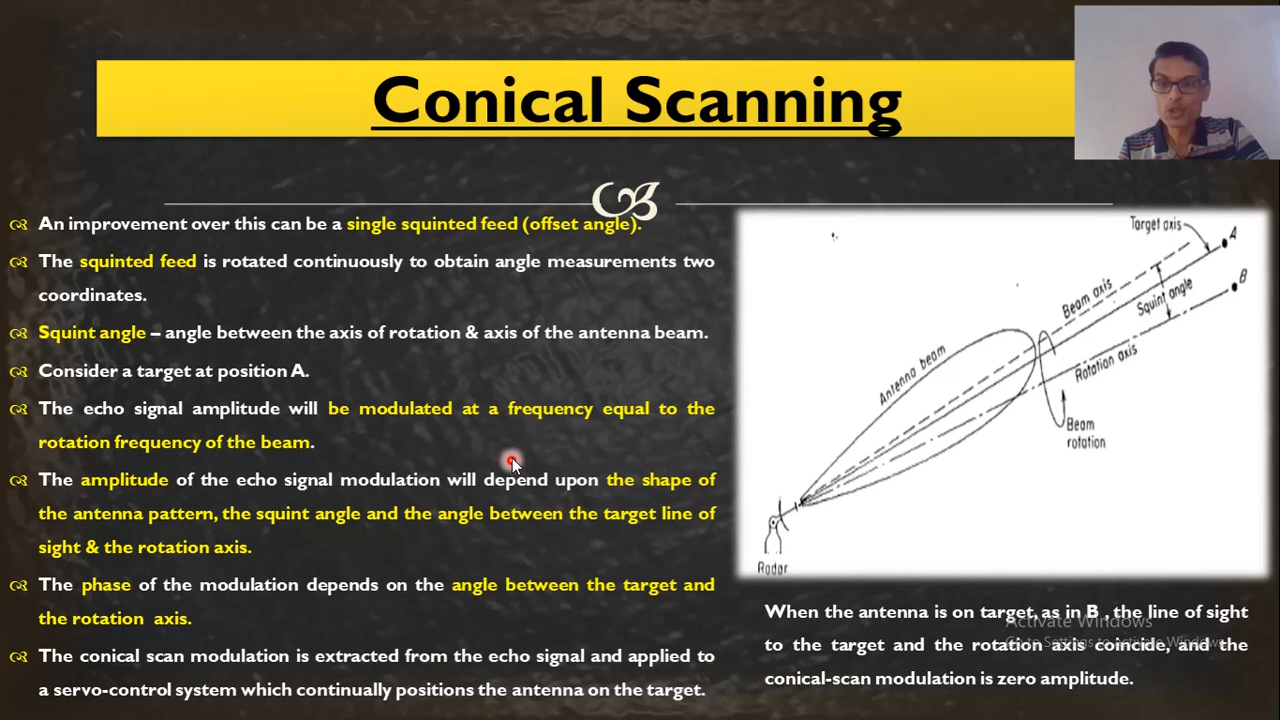 Conical Scanning
An improvement over this can be a single squinted feed (offset angle).
The squinted feed is rotated continuously to obtain angle measurements two
coordinates.
Squint angle – angle between the axis of rotation & axis of the antenna beam.
Consider a target at position A.
The echo signal amplitude will be modulated at a frequency equal to the
rotation frequency of the beam.
The amplitude of the echo signal modulation will depend upon the shape of
the antenna pattern, the squint angle and the angle between the target line of
sight & the rotation axis.
The phase of the modulation depends on the angle between the target and
the rotation axis.
The conical scan modulation is extracted from the echo signal and applied to
a servo-control system which continually positions the antenna on the target.
Target axis
A
B
Beam axis
Squint angle
Rotation axis
Antenna beam
Beam
rotation
Radar
When the antenna is on target, as in B , the line of sight
to the target and the rotation axis coincide, and the
conical-scan modulation is zero amplitude.
Activate Windows
Go to Settings to activate Windows.